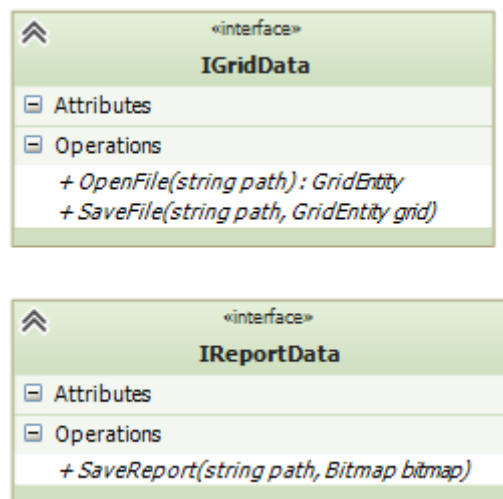 «interface»
IGridData
Attributes
Operations
+ OpenFile(string path) : GridEntity
+ SaveFile(string path, GridEntity grid)
«interface»
IReportData
Attributes
Operations
+ SaveReport(string path, Bitmap bitmap)